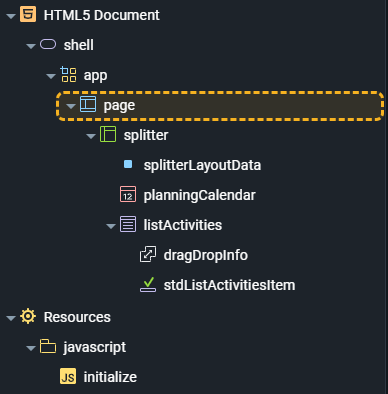 HTML5 Document
shell
app
page
splitter
splitterLayoutData
12 planningCalendar
listActivities
dragDropInfo
stdListActivitiesItem
Resources
javascript
JS initialize